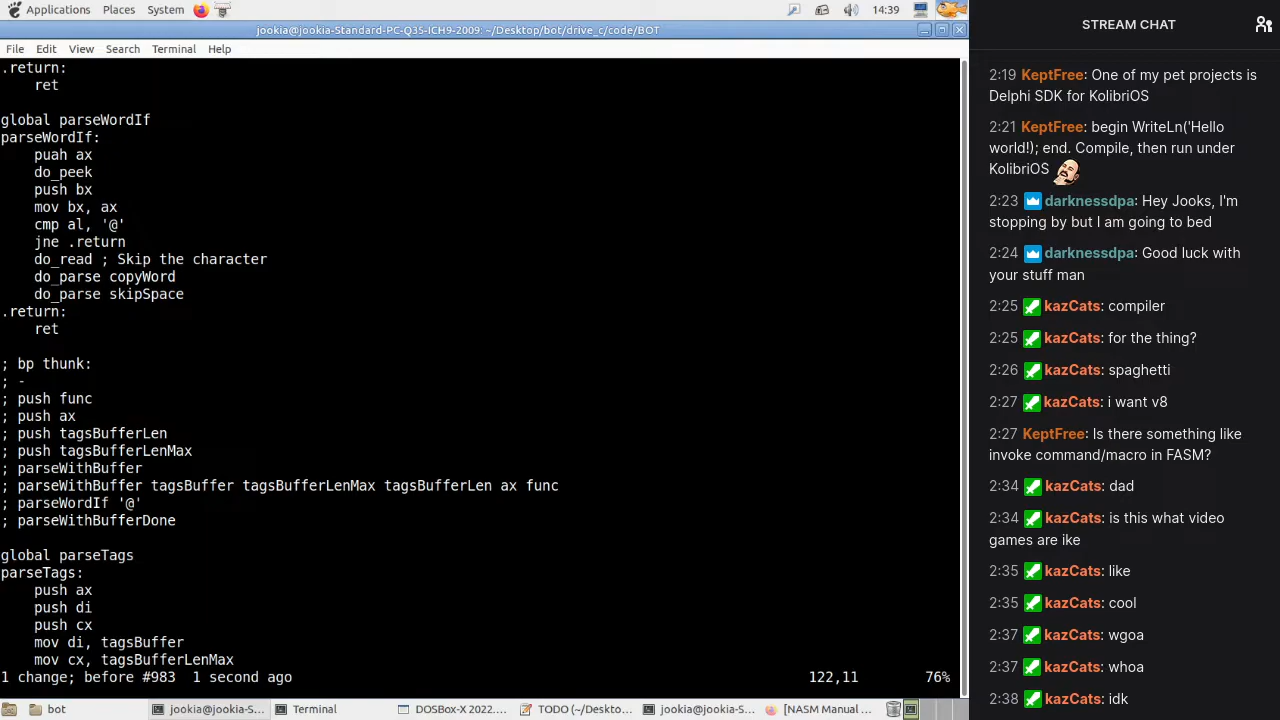 Applications Places System 14:39
jookia@jookia-Standard-PC-Q35-ICH9-2009: ~/Desktop/bot/drive_c/code/BOT
File Edit View Search Terminal Help
.return:
    ret

global parseWordIf
parseWordIf:
    puah ax
    do_peek
    push bx
    mov bx, ax
    cmp al, '@'
    jne .return
    do_read ; Skip the character
    do_parse copyWord
    do_parse skipSpace
.return:
    ret

; bp thunk:
; -
; push func
; push ax
; push tagsBufferLen
; push tagsBufferLenMax
; parseWithBuffer
; parseWithBuffer tagsBuffer tagsBufferLenMax tagsBufferLen ax func
; parseWordIf '@'
; parseWithBufferDone

global parseTags
parseTags:
    push ax
    push di
    push cx
    mov di, tagsBuffer
    mov cx, tagsBufferLenMax
1 change; before #983  1 second ago 122,11 76%
bot jookia@jookia-S... Terminal DOSBox-X 2022.... TODO (~/Deskto... jookia@jookia-S... [NASM Manual ...
STREAM CHAT
2:19 KeptFree: One of my pet projects is
Delphi SDK for KolibriOS
2:21 KeptFree: begin WriteLn('Hello
world!); end. Compile, then run under
KolibriOS
2:23 darknessdpa: Hey Jooks, I'm
stopping by but I am going to bed
2:24 darknessdpa: Good luck with
your stuff man
2:25 kazCats: compiler
2:25 kazCats: for the thing?
2:26 kazCats: spaghetti
2:27 kazCats: i want v8
2:27 KeptFree: Is there something like
invoke command/macro in FASM?
2:34 kazCats: dad
2:34 kazCats: is this what video
games are ike
2:35 kazCats: like
2:35 kazCats: cool
2:37 kazCats: wgoa
2:37 kazCats: whoa
2:38 kazCats: idk